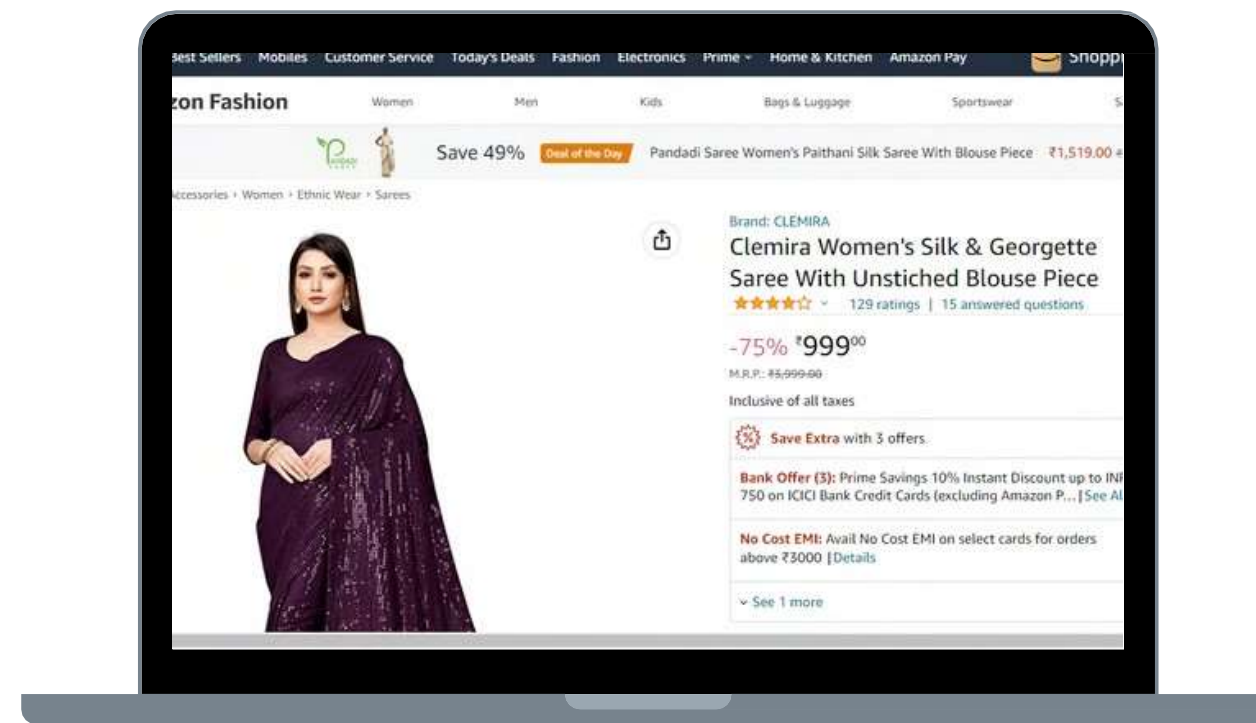 Best Sellers Mobiles Customer Service Today's Deals Fashion Electronics Prime Home & Kitchen Amazon Pay Shoppi
zon Fashion Women Men Kids Bags & Luggage Sportswear S
PANDADI SAREE Save 49% Deal of the Day Pandadi Saree Women's Paithani Silk Saree With Blouse Piece ₹1,519.00
Accessories › Women › Ethnic Wear › Sarees
Brand: CLEMIRA
Clemira Women's Silk & Georgette
Saree With Unstiched Blouse Piece
129 ratings | 15 answered questions
-75% ₹99900
M.R.P.: ₹3,999.00
Inclusive of all taxes
Save Extra with 3 offers
Bank Offer (3): Prime Savings 10% Instant Discount up to INR
750 on ICICI Bank Credit Cards (excluding Amazon P... | See Al
No Cost EMI: Avail No Cost EMI on select cards for orders
above ₹3000 | Details
See 1 more